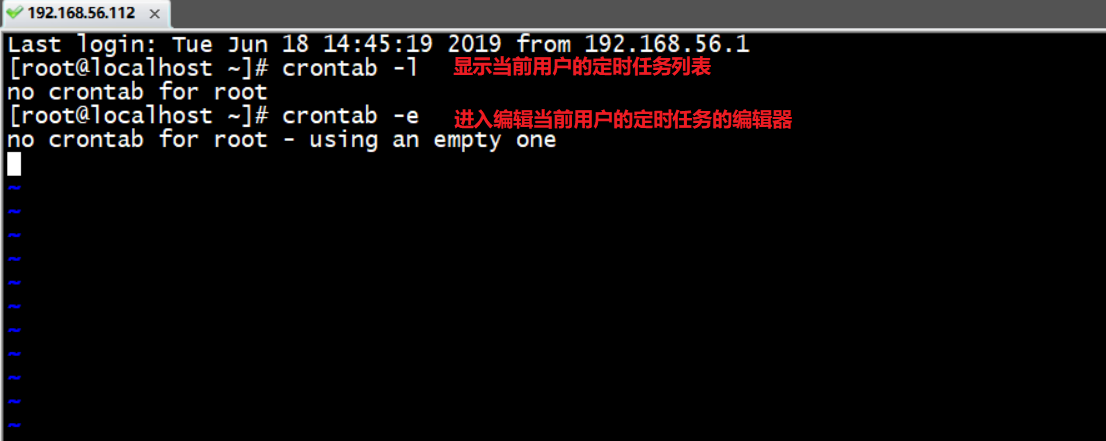 192.168.56.112 ×
Last login: Tue Jun 18 14:45:19 2019 from 192.168.56.1
[root@localhost ~]# crontab -l 显示当前用户的定时任务列表
no crontab for root
[root@localhost ~]# crontab -e 进入编辑当前用户的定时任务的编辑器
no crontab for root - using an empty one
~
~
~
~
~
~
~
~
~
~
~